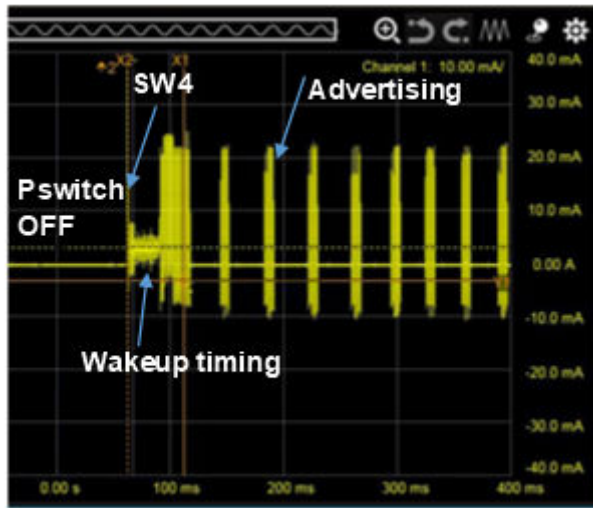 X2 X1
Channel 1: 10.00 mA/
40.0 mA
SW4
Advertising
30.0 mA
20.0 mA
Pswitch
OFF
10.0 mA
0.00 A
-10.0 mA
Wakeup timing
-20.0 mA
-30.0 mA
-40.0 mA
0.00 s 100 ms 200 ms 300 ms 400 ms